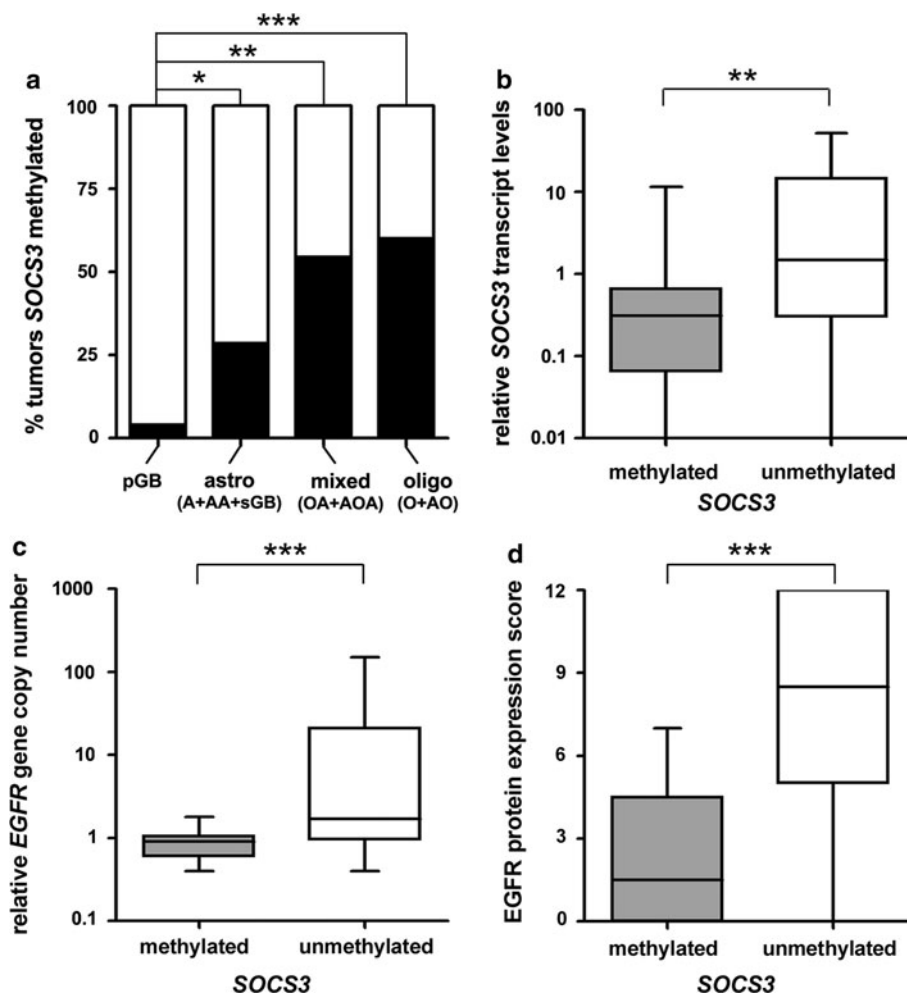 a
***
**
*
% tumors SOCS3 methylated
100
75
50
25
0
pGB
astro
(A+AA+sGB)
mixed
(OA+AOA)
oligo
(O+AO)
b
**
relative SOCS3 transcript levels
100
10
1
0.1
0.01
methylated
unmethylated
SOCS3
c
***
relative EGFR gene copy number
1000
100
10
1
0.1
methylated
unmethylated
SOCS3
d
***
EGFR protein expression score
12
9
6
3
0
methylated
unmethylated
SOCS3